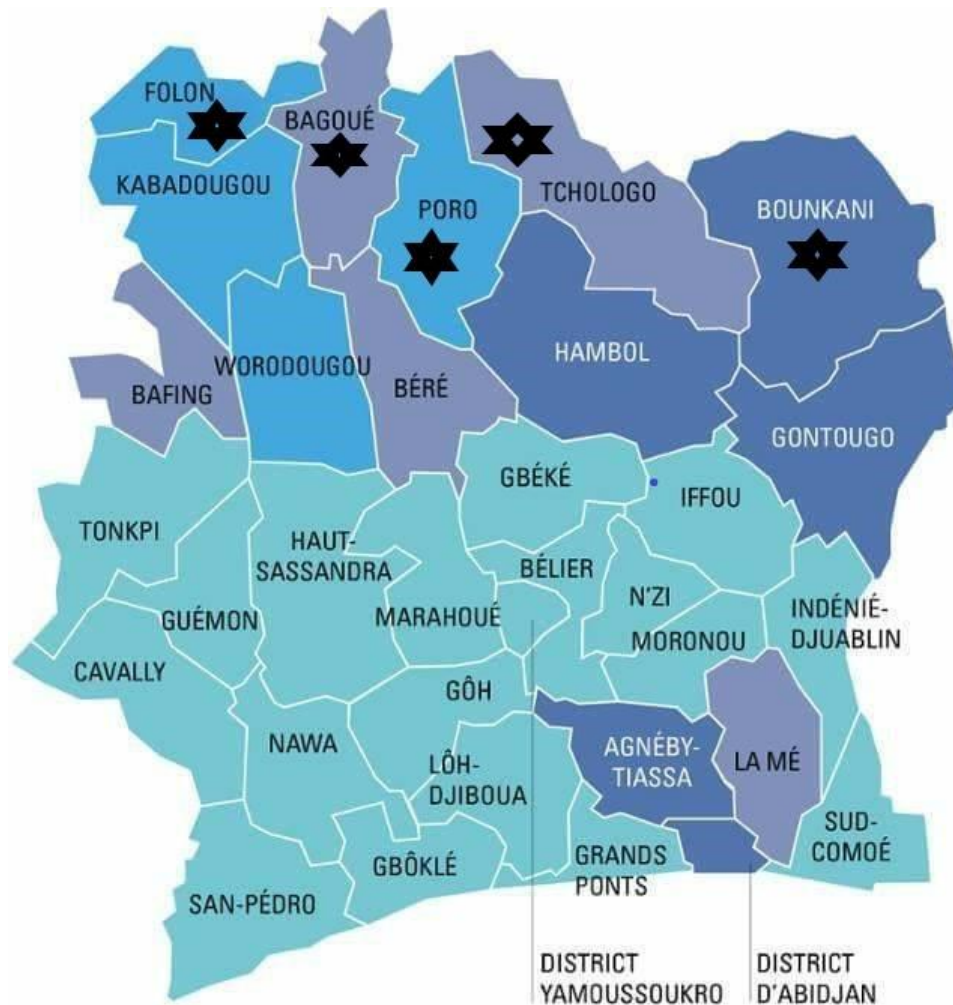 FOLON
BAGOUÉ
KABADOUGOU
PORO
TCHOLOGO
BOUNKANI
HAMBOL
WORODOUGOU
BAFING
BÉRÉ
GONTOUGO
GBÉKÉ
IFFOU
TONKPI
HAUT-
SASSANDRA
BÉLIER
N'ZI
INDÉNIÉ-
DJUABLIN
GUÉMON
MARAHOUÉ
MORONOU
CAVALLY
GÔH
NAWA
LÔH-
DJIBOUA
AGNÉBY-
TIASSA
LA MÉ
SUD-
COMOÉ
GBÔKLÉ
GRANDS
PONTS
SAN-PÉDRO
DISTRICT
YAMOUSSOUKRO
DISTRICT
D'ABIDJAN